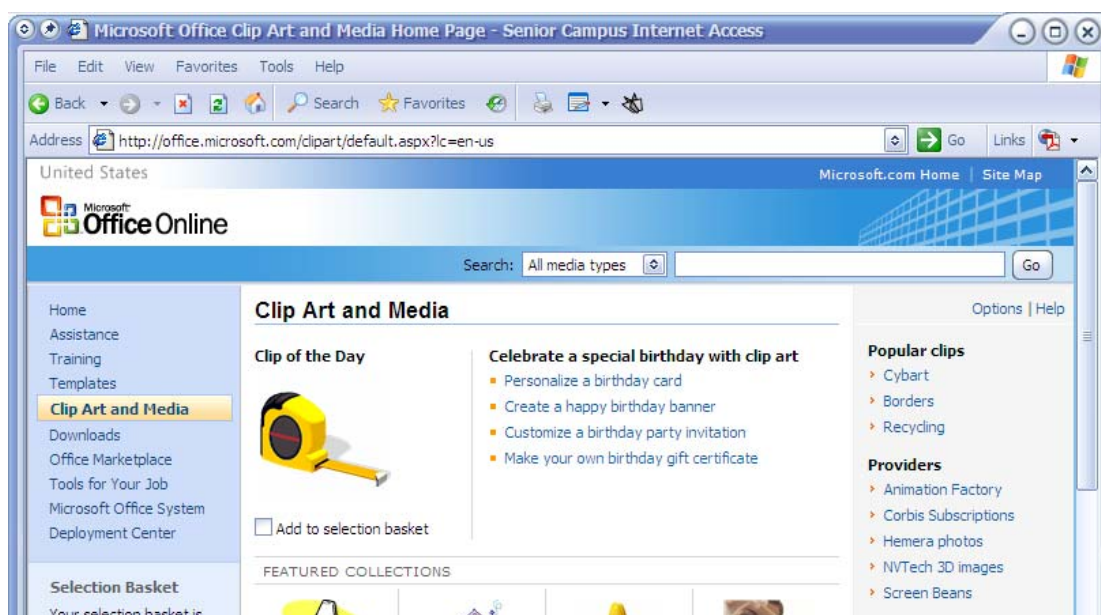 Microsoft Office Clip Art and Media Home Page - Senior Campus Internet Access
File Edit View Favorites Tools Help
Back Search Favorites
Address http://office.microsoft.com/clipart/default.aspx?lc=en-us Go Links
United States Microsoft.com Home | Site Map
Microsoft
Office Online
Search: All media types Go
Home
Assistance
Training
Templates
Clip Art and Media
Downloads
Office Marketplace
Tools for Your Job
Microsoft Office System
Deployment Center
Selection Basket
Your selection basket is
Clip Art and Media
Clip of the Day
Add to selection basket
Celebrate a special birthday with clip art
Personalize a birthday card
Create a happy birthday banner
Customize a birthday party invitation
Make your own birthday gift certificate
FEATURED COLLECTIONS
Options | Help
Popular clips
Cybart
Borders
Recycling
Providers
Animation Factory
Corbis Subscriptions
Hemera photos
NVTech 3D images
Screen Beans